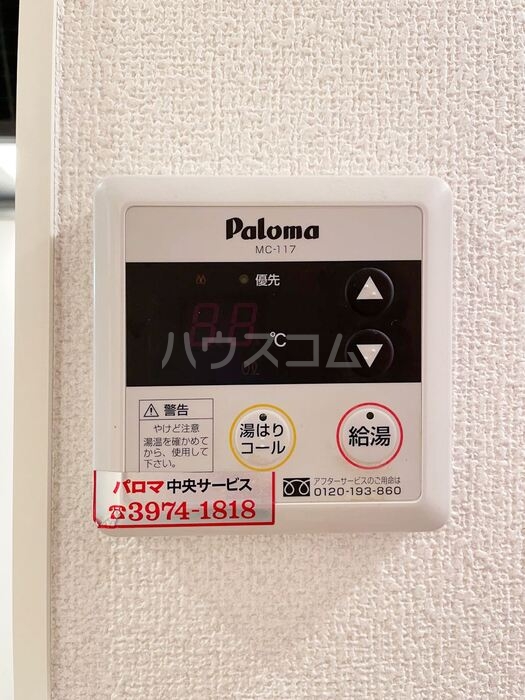 Paloma
MC-117
優先
88
℃
ハウスコム
警告
やけど注意
湯温を確かめて
から、使用して
下さい。
湯はり
コール
給湯
アフターサービスのご用命は
0120-193-860
パロマ 中央サービス
☎3974-1818